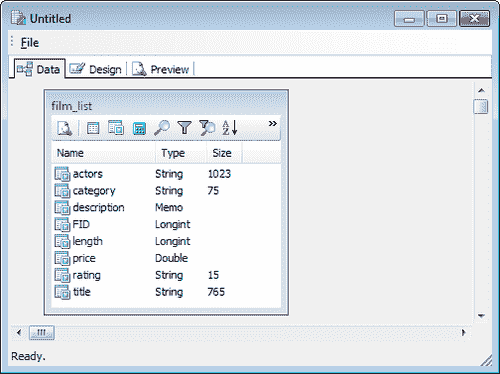 Untitled
File
Data Design Preview
film_list
A Z »
Name Type Size
actors String 1023
category String 75
description Memo
FID Longint
length Longint
price Double
rating String 15
title String 765
Ready.